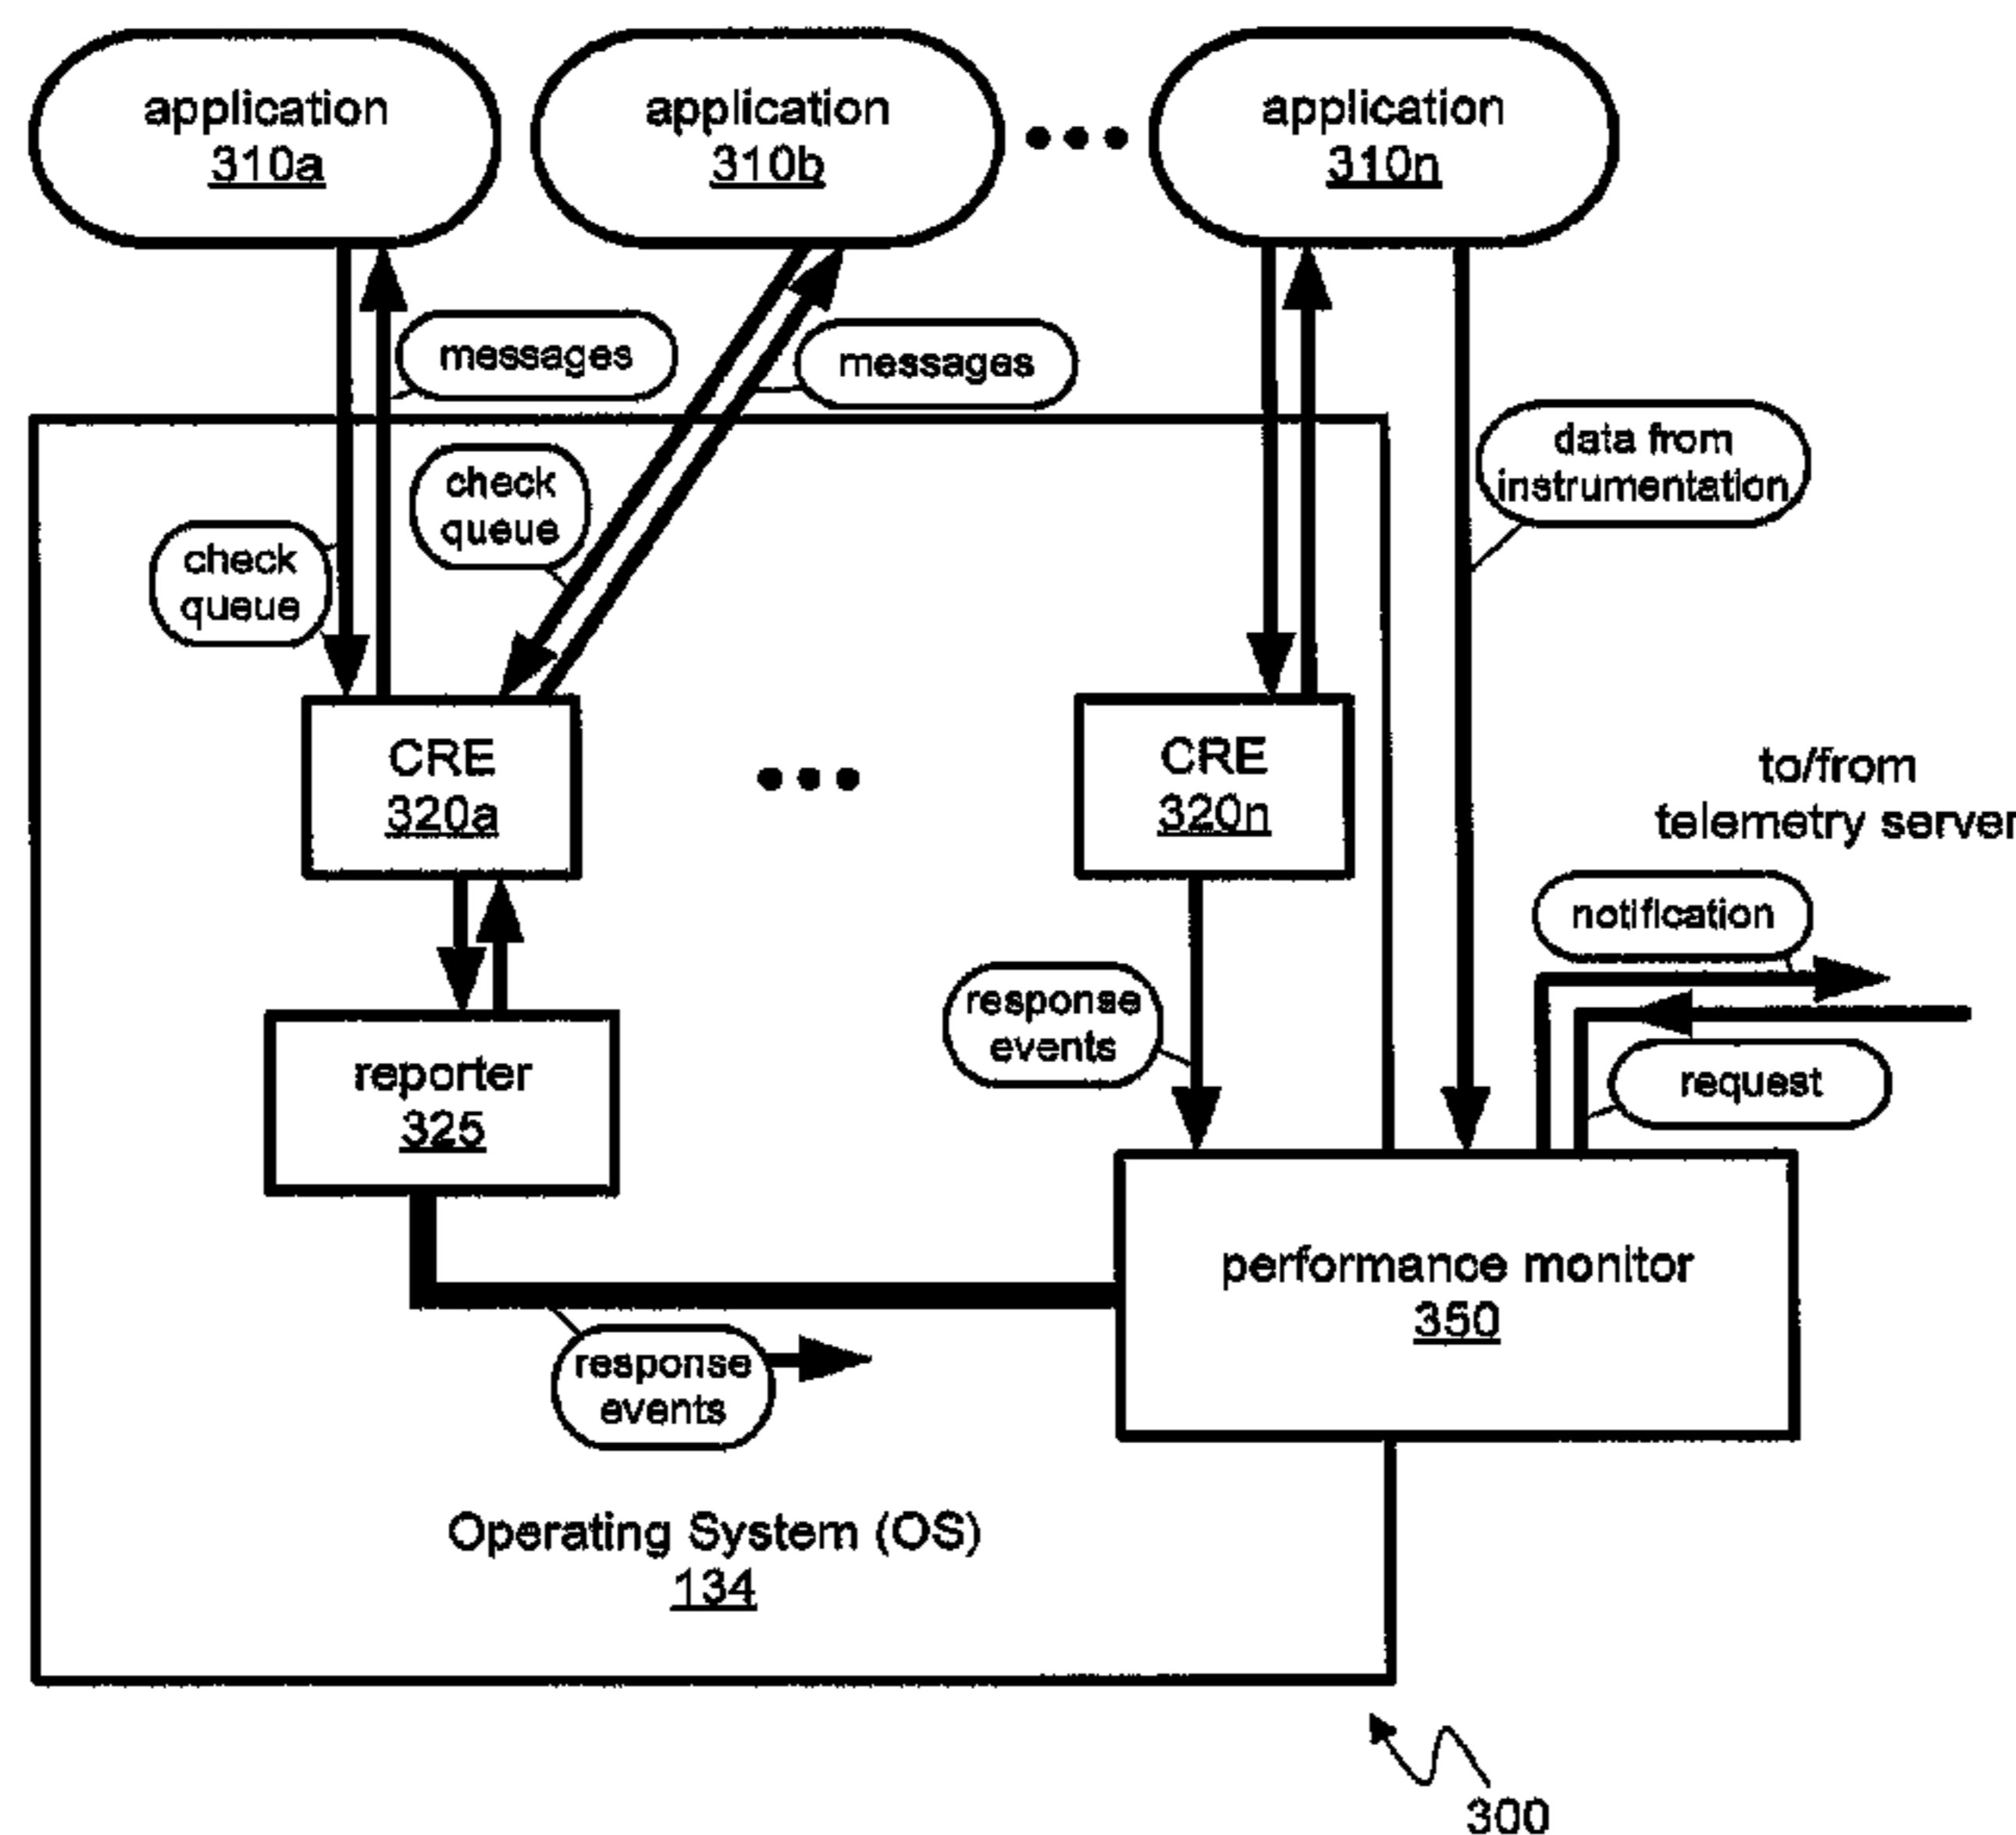 application
310a
application
310b
application
310n
messages
messages
data from
instrumentation
check
queue
check
queue
CRE
320a
CRE
320n
to/from
telemetry server
notification
response
events
request
reporter
325
performance monitor
350
response
events
Operating System (OS)
134
300